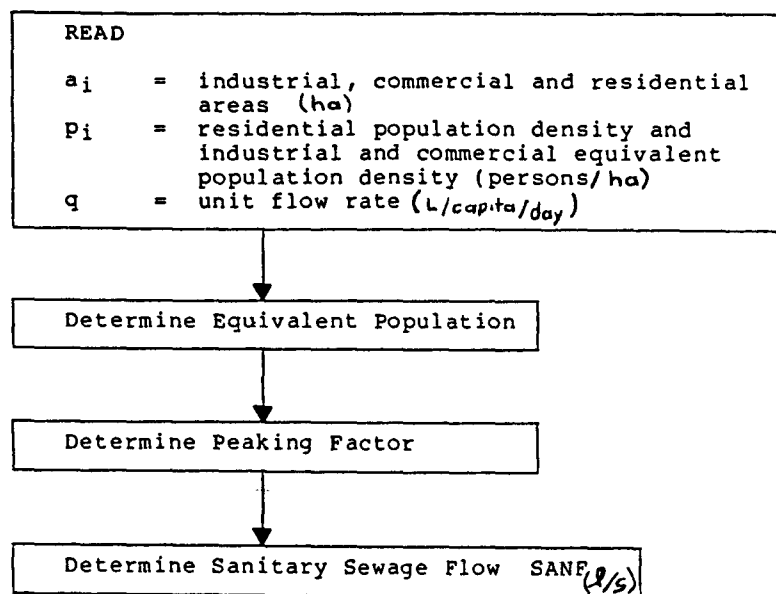 READ
ai = industrial, commercial and residential
areas (ha)
pi = residential population density and
industrial and commercial equivalent
population density (persons/ha)
q = unit flow rate (L/capita/day)
Determine Equivalent Population
Determine Peaking Factor
Determine Sanitary Sewage Flow SANF (l/s)